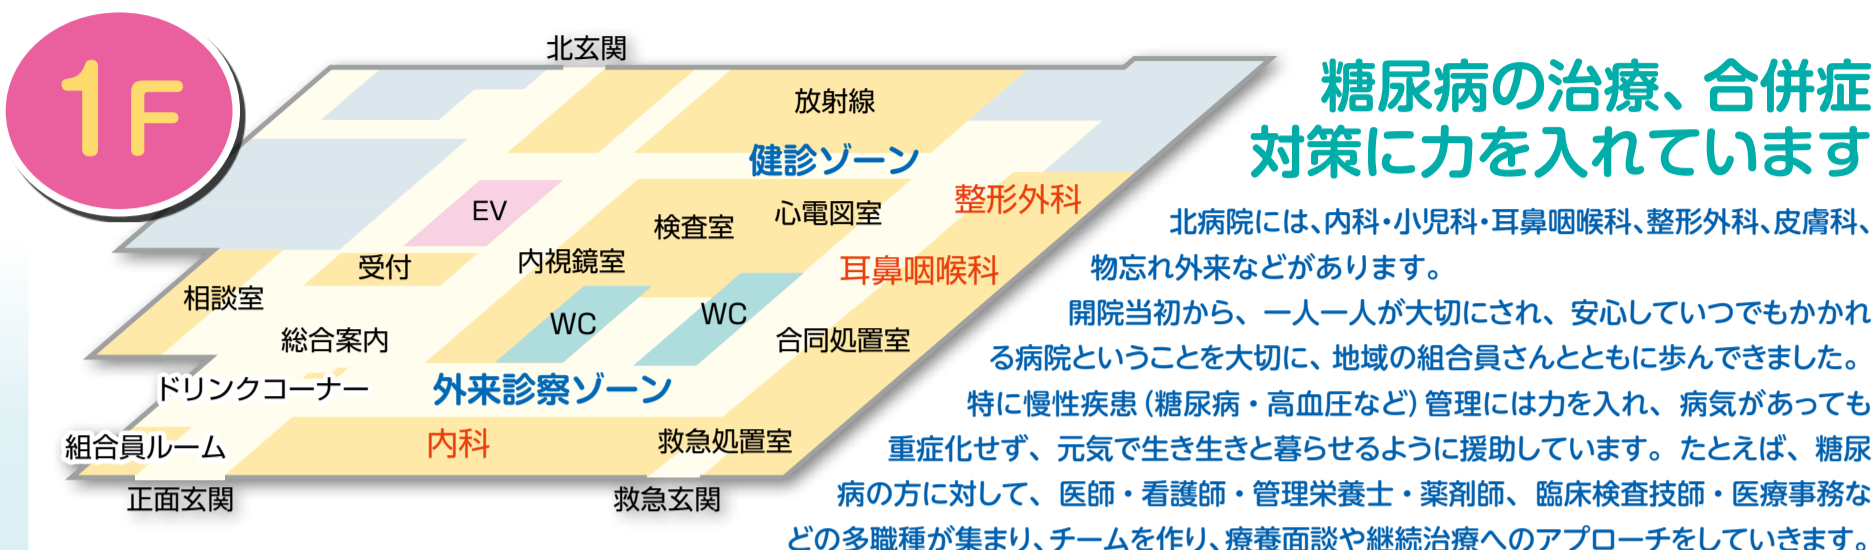 1F
北玄関
放射線
健診ゾーン
整形外科
EV
検査室
心電図室
受付
内視鏡室
耳鼻咽喉科
相談室
WC
WC
総合案内
合同処置室
ドリンクコーナー
外来診察ゾーン
組合員ルーム
内科
救急処置室
正面玄関
救急玄関
糖尿病の治療、合併症
対策に力を入れています
北病院には、内科・小児科・耳鼻咽喉科、整形外科、皮膚科、
物忘れ外来などがあります。
開院当初から、一人一人が大切にされ、安心していつでもかかれ
る病院ということを大切に、地域の組合員さんとともに歩んできました。
特に慢性疾患（糖尿病・高血圧など）管理には力を入れ、病気があっても
重症化せず、元気で生き生きと暮らせるように援助しています。たとえば、糖尿
病の方に対して、医師・看護師・管理栄養士・薬剤師、臨床検査技師・医療事務な
どの多職種が集まり、チームを作り、療養面談や継続治療へのアプローチをしていきます。